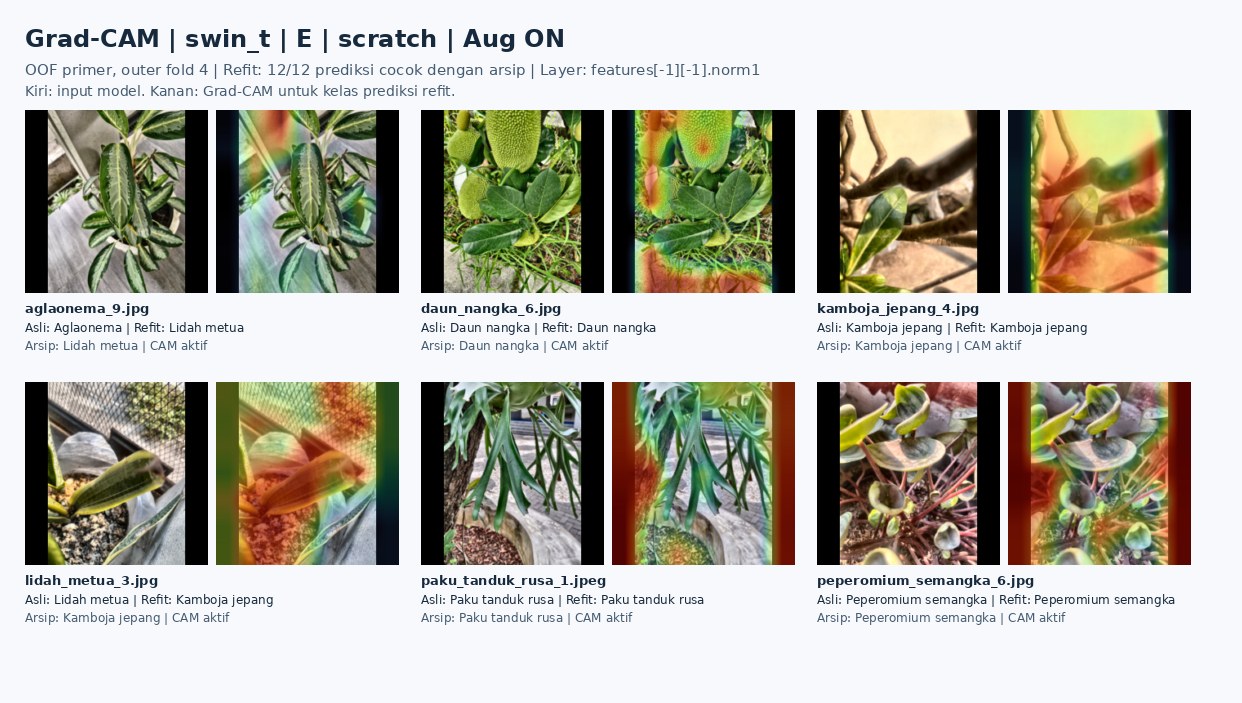 Grad-CAM | swin_t | E | scratch | Aug ON
OOF primer, outer fold 4 | Refit: 12/12 prediksi cocok dengan arsip | Layer: features[-1][-1].norm1
Kiri: input model. Kanan: Grad-CAM untuk kelas prediksi refit.
aglaonema_9.jpg
Asli: Aglaonema | Refit: Lidah metua
Arsip: Lidah metua | CAM aktif
daun_nangka_6.jpg
Asli: Daun nangka | Refit: Daun nangka
Arsip: Daun nangka | CAM aktif
kamboja_jepang_4.jpg
Asli: Kamboja jepang | Refit: Kamboja jepang
Arsip: Kamboja jepang | CAM aktif
lidah_metua_3.jpg
Asli: Lidah metua | Refit: Kamboja jepang
Arsip: Kamboja jepang | CAM aktif
paku_tanduk_rusa_1.jpeg
Asli: Paku tanduk rusa | Refit: Paku tanduk rusa
Arsip: Paku tanduk rusa | CAM aktif
peperomium_semangka_6.jpg
Asli: Peperomium semangka | Refit: Peperomium semangka
Arsip: Peperomium semangka | CAM aktif